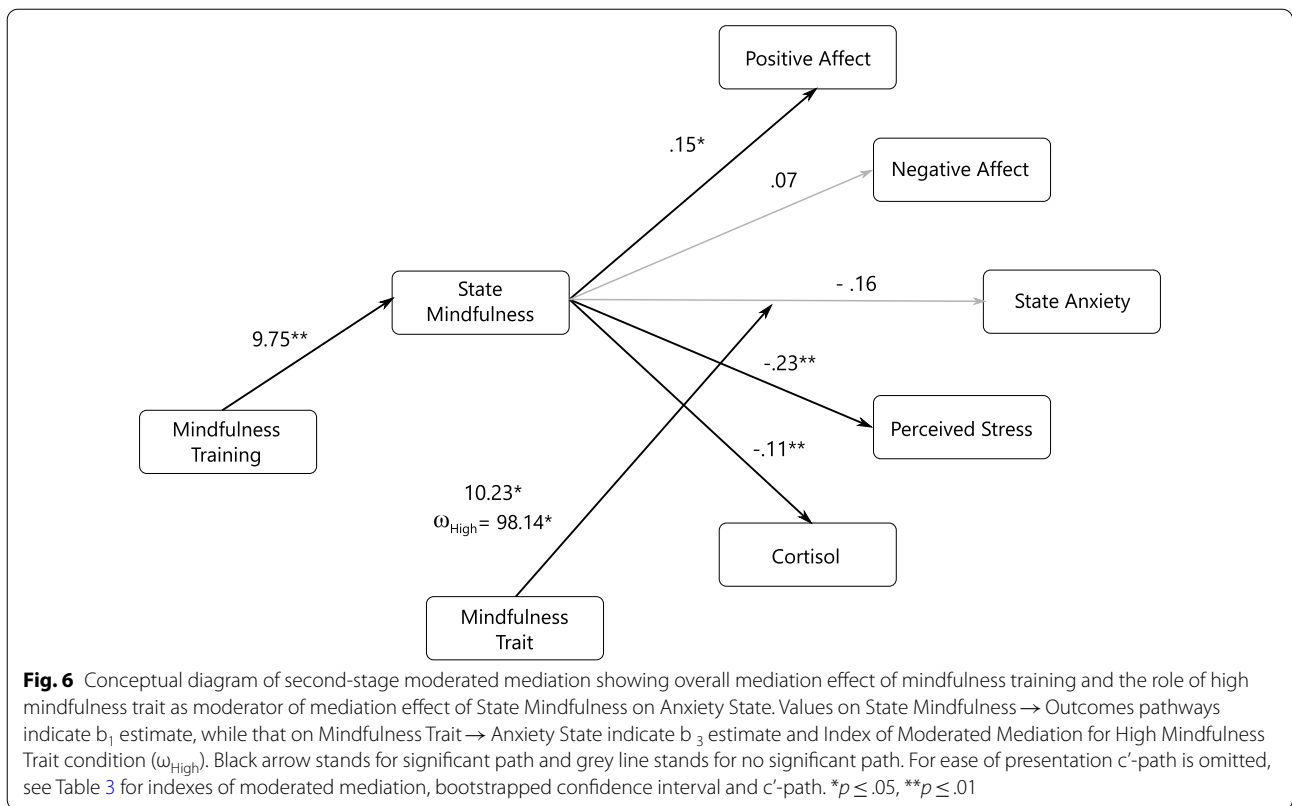 Positive Affect
.15*
Negative Affect
.07
State
Mindfulness
- .16
State Anxiety
9.75**
-.23**
Mindfulness
Training
Perceived Stress
-.11**
10.23*
ωHigh= 98.14*
Cortisol
Mindfulness
Trait
Fig. 6 Conceptual diagram of second-stage moderated mediation showing overall mediation effect of mindfulness training and the role of high
mindfulness trait as moderator of mediation effect of State Mindfulness on Anxiety State. Values on State Mindfulness → Outcomes pathways
indicate b1 estimate, while that on Mindfulness Trait → Anxiety State indicate b 3 estimate and Index of Moderated Mediation for High Mindfulness
Trait condition (ωHigh). Black arrow stands for significant path and grey line stands for no significant path. For ease of presentation c'-path is omitted,
see Table 3 for indexes of moderated mediation, bootstrapped confidence interval and c'-path. *p ≤ .05, **p ≤ .01